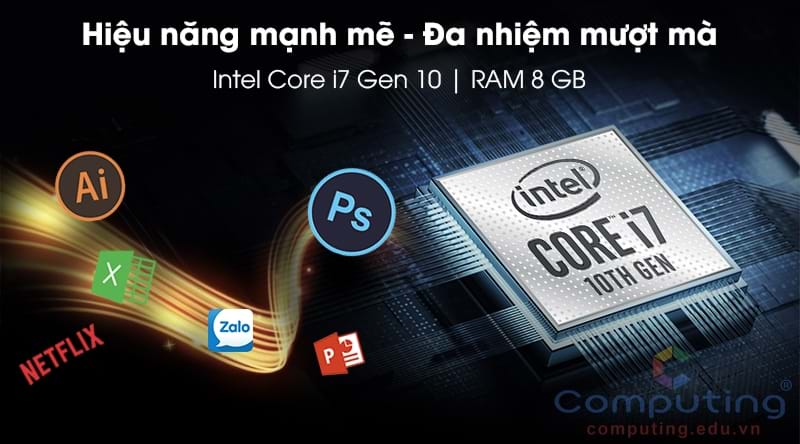 Hiệu năng mạnh mẽ - Đa nhiệm mượt mà
Intel Core i7 Gen 10 | RAM 8 GB
Ai
Ps
intel
CORE™ i7
10TH GEN
X
Zalo
NETFLIX
P
Computing®
computing.edu.vn